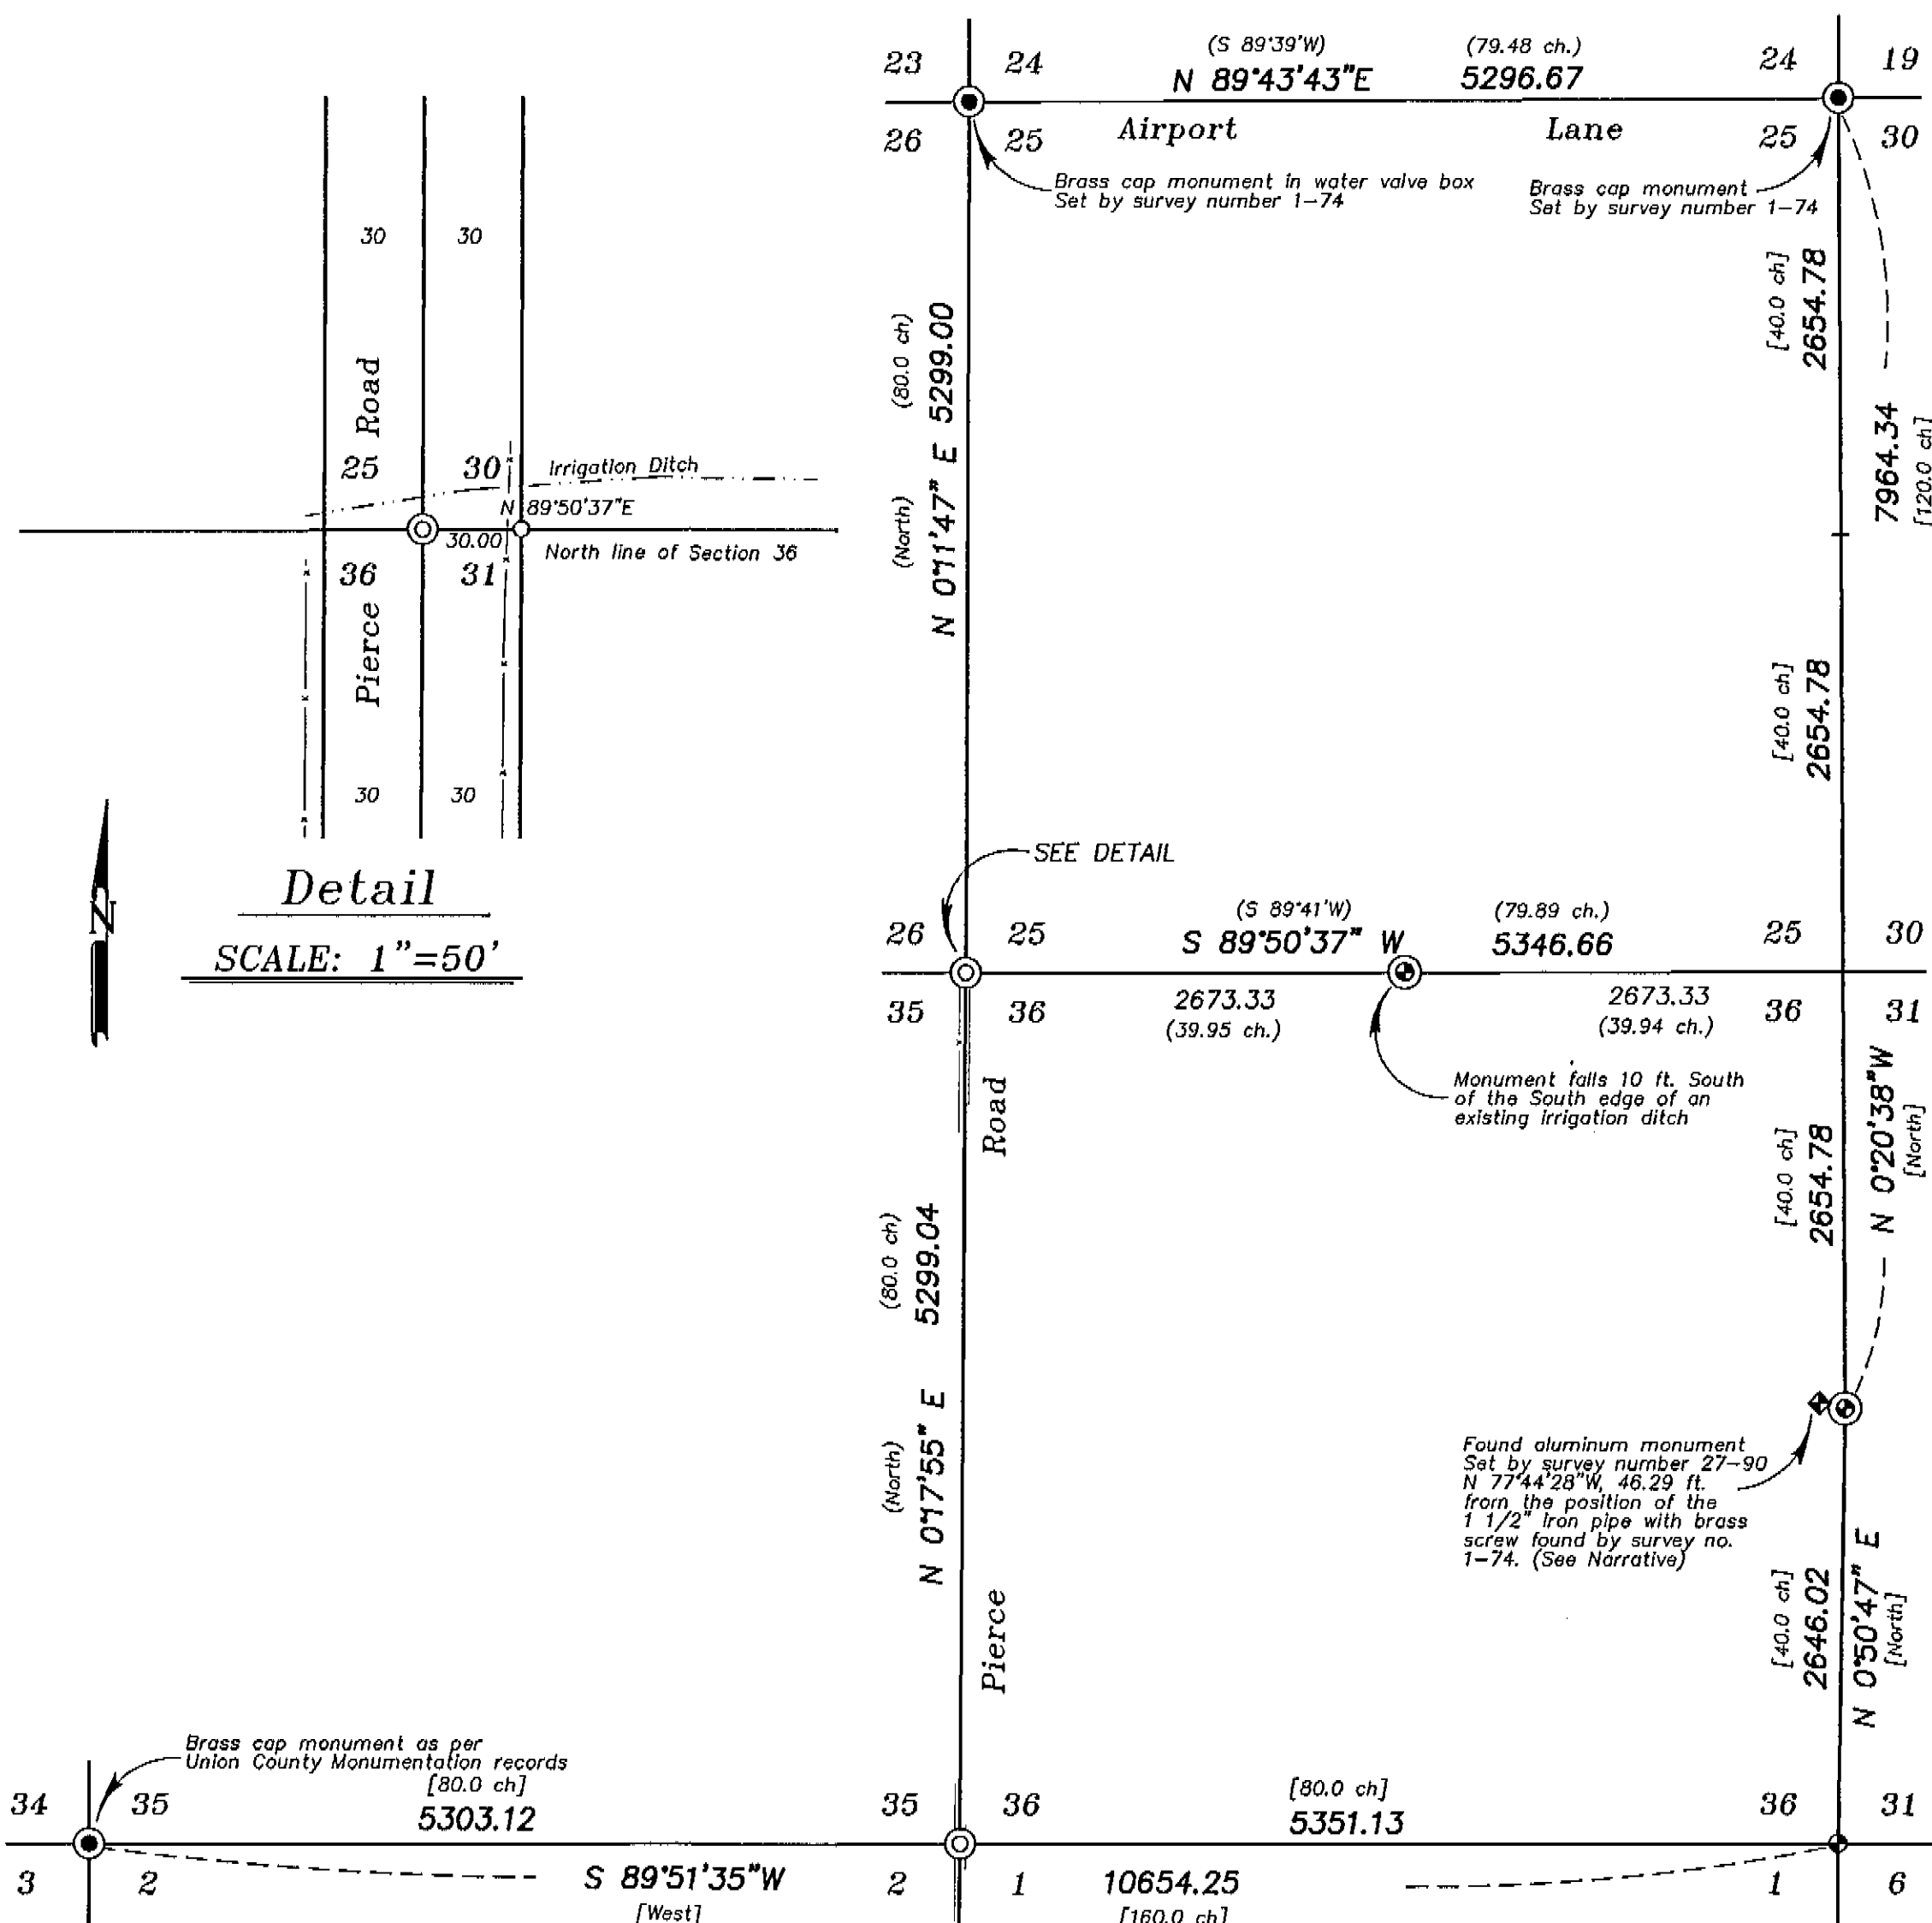 23 24 (S 89°39'W) (79.48 ch.) 24 19
N 89°43'43"E 5296.67
26 25 Airport Lane 25 30
Brass cap monument in water valve box
Set by survey number 1-74
Brass cap monument
Set by survey number 1-74
30 30
[40.0 ch]
2654.78
(80.0 ch)
(North)
N 0°11'47" E 5299.00
7964.34
[120.0 ch]
Road
25 30 Irrigation Ditch
N 89°50'37"E
30.00
North line of Section 36
36 31
Pierce
30 30
[40.0 ch]
2654.78
N
Detail
SCALE: 1"=50'
SEE DETAIL
26 25 (S 89°41'W) (79.89 ch.) 25 30
S 89°50'37" W 5346.66
35 36 2673.33 2673.33 36 31
(39.95 ch.) (39.94 ch.)
Monument falls 10 ft. South
of the South edge of an
existing irrigation ditch
Road
[40.0 ch]
2654.78
N 0°20'38"W
[North]
(80.0 ch)
5299.04
(North)
N 0°17'55" E
Found aluminum monument
Set by survey number 27-90
N 77°44'28"W, 46.29 ft.
from the position of the
1 1/2" iron pipe with brass
screw found by survey no.
1-74. (See Narrative)
Pierce
[40.0 ch]
2646.02
N 0°50'47" E
[North]
Brass cap monument as per
Union County Monumentation records
[80.0 ch] [80.0 ch]
34 35 5303.12 35 36 5351.13 36 31
3 2 S 89°51'35"W 2 1 10654.25 1 6
[West] [160.0 ch]